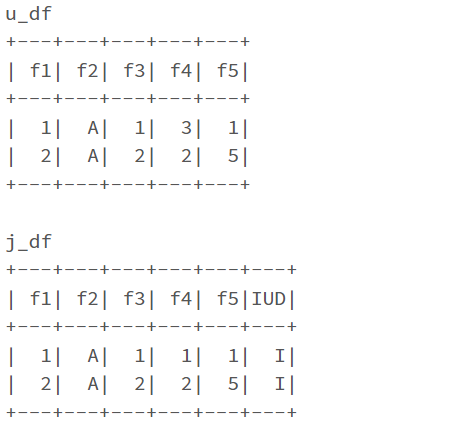 u_df
+---+---+---+---+---+
| f1| f2| f3| f4| f5|
+---+---+---+---+---+
|  1|  A|  1|  3|  1|
|  2|  A|  2|  2|  5|
+---+---+---+---+---+
j_df
+---+---+---+---+---+---+
| f1| f2| f3| f4| f5|IUD|
+---+---+---+---+---+---+
|  1|  A|  1|  1|  1|  I|
|  2|  A|  2|  2|  5|  I|
+---+---+---+---+---+---+